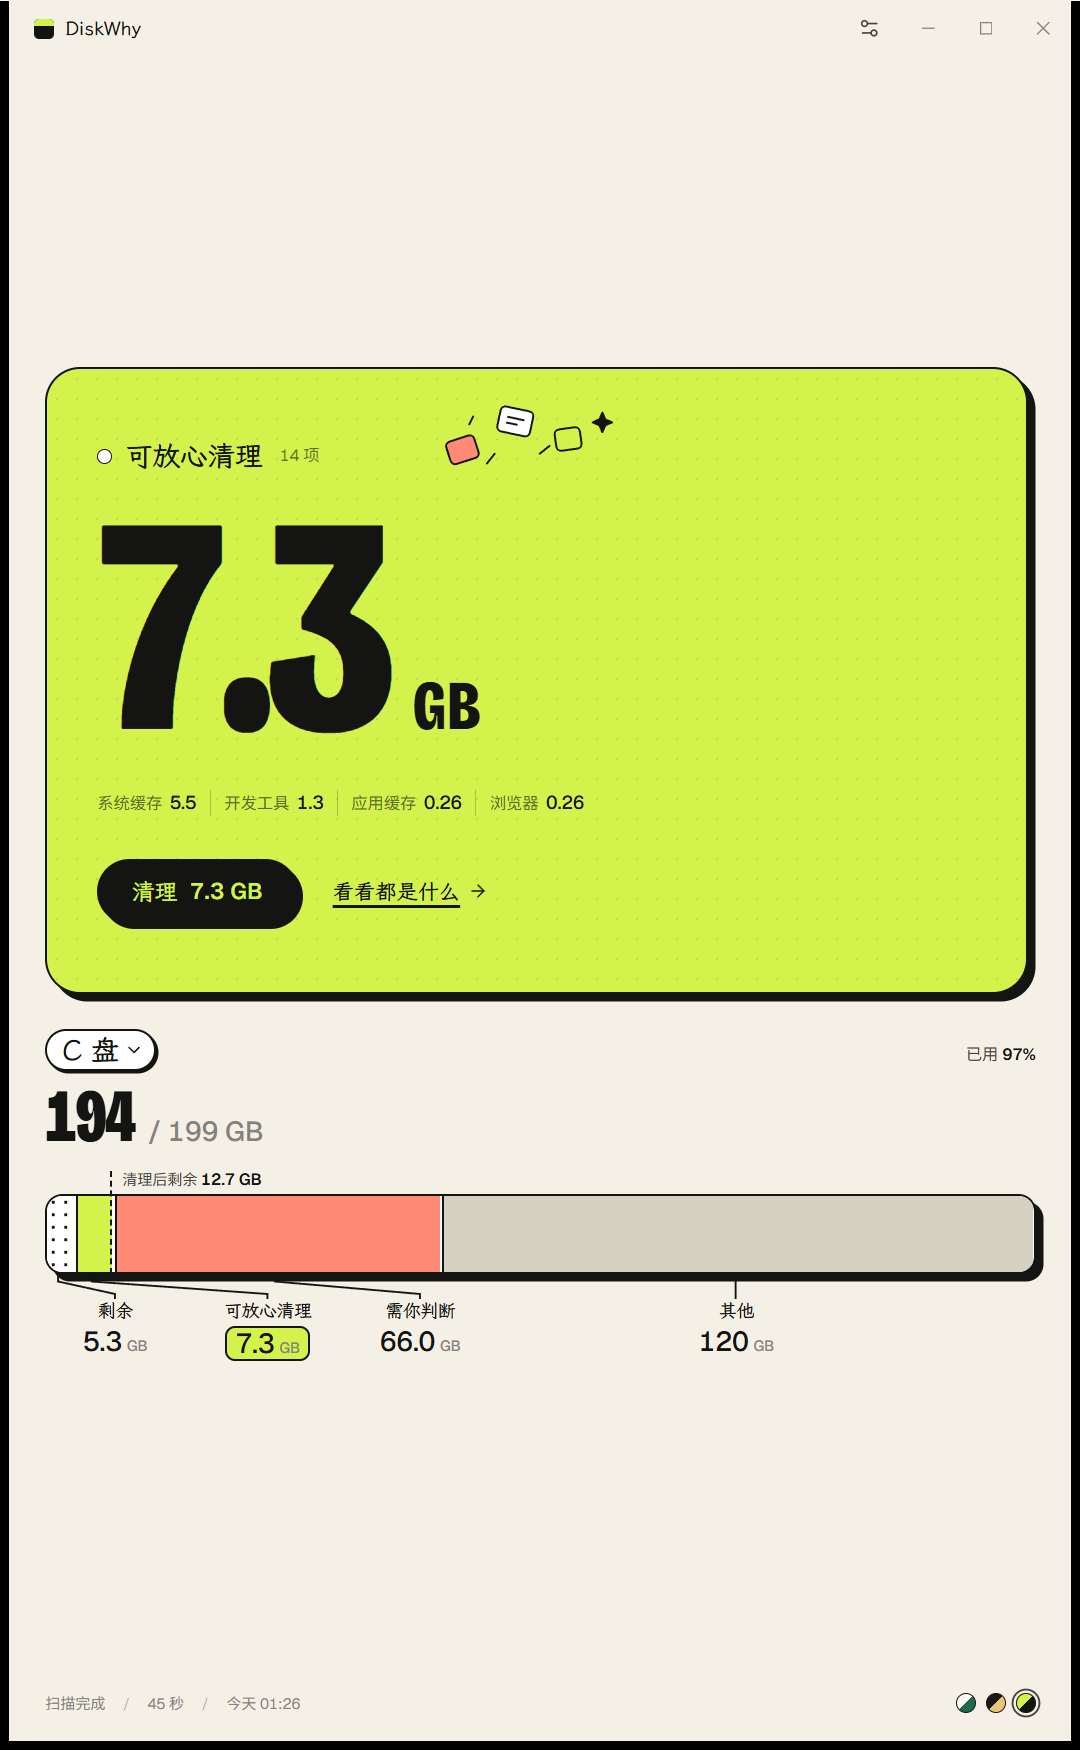 DiskWhy
可放心清理 14 项
7.3 GB
系统缓存 5.5 开发工具 1.3 应用缓存 0.26 浏览器 0.26
清理 7.3 GB 看看都是什么 →
C 盘 已用 97%
194 / 199 GB
清理后剩余 12.7 GB
剩余 可放心清理 需你判断 其他
5.3 GB 7.3 GB 66.0 GB 120 GB
扫描完成 / 45 秒 / 今天 01:26